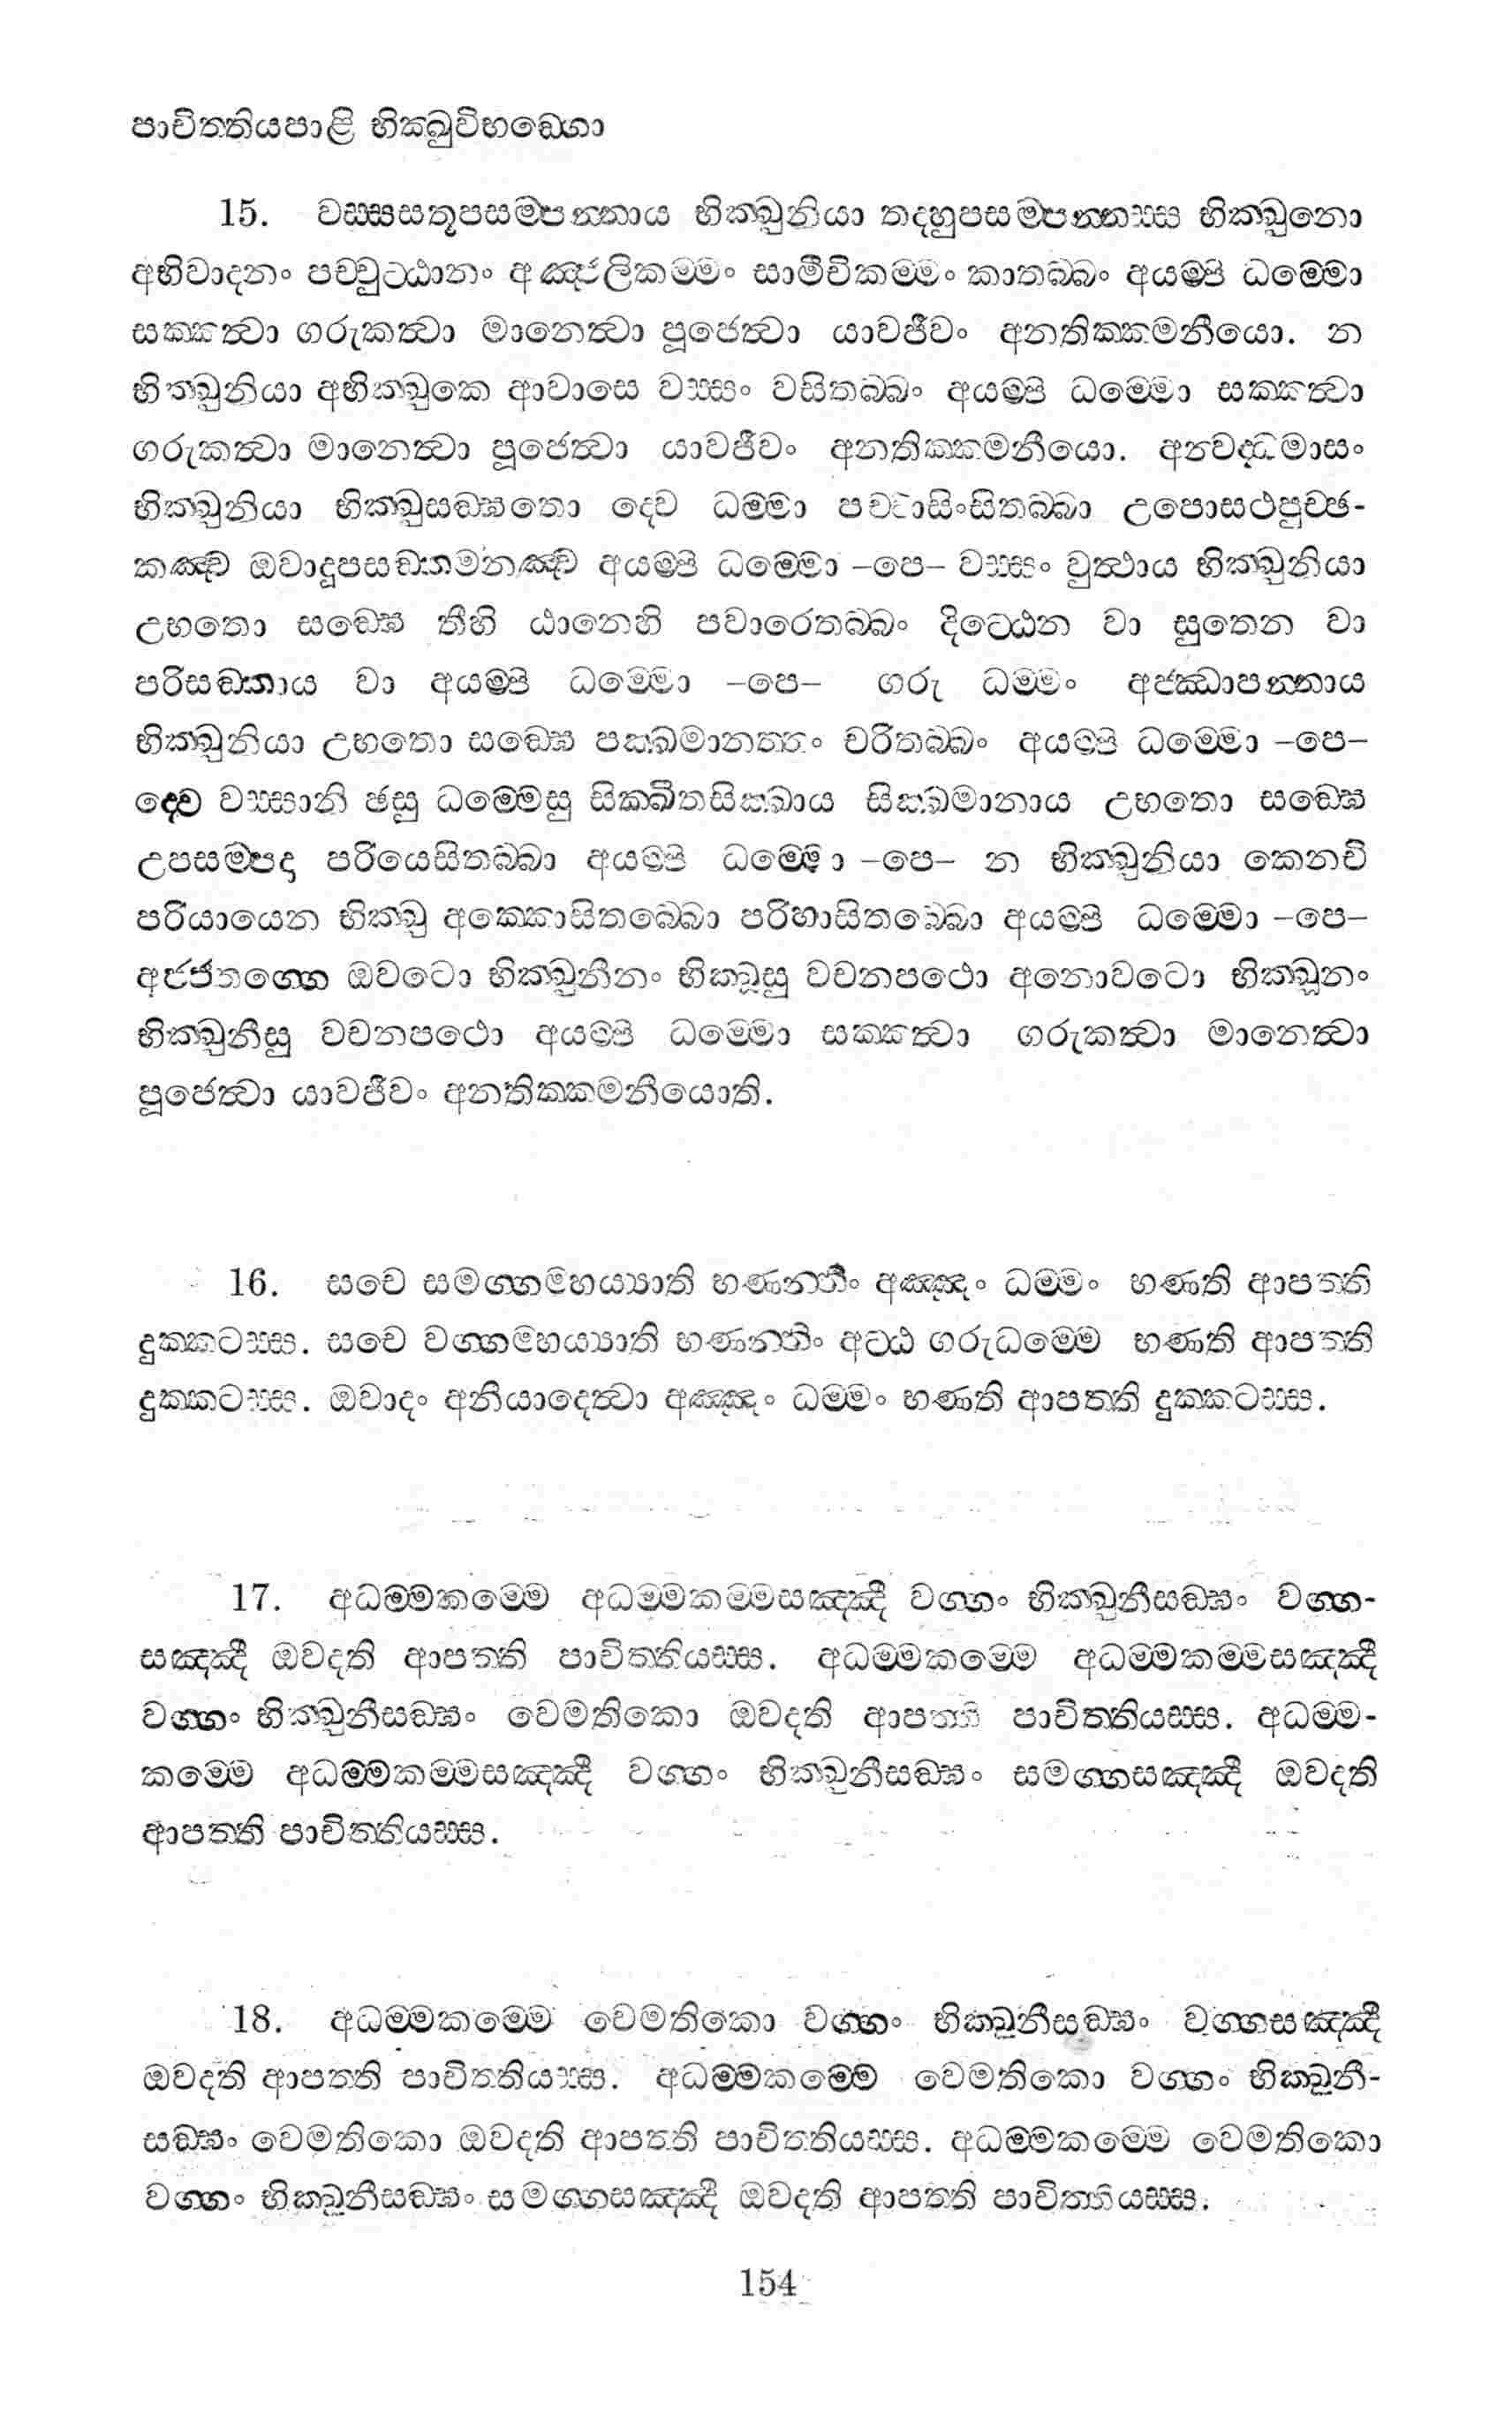 පාචිත්තියපාළි භික්ඛුවිභඞ්ගො
15. වස්සසතූපසම්පන්නාය භික්ඛුනියා තදහුපසම්පන්නස්ස භික්ඛුනො
අභිවාදනං පච්චුට්ඨානං අඤ්ජලිකම්මං සාමීචිකම්මං කාතබ්බං අයම්පි ධම්මො
සක්කත්වා ගරුකත්වා මානෙත්වා පූජෙත්වා යාවජීවං අනතික්කමනීයො. න
භික්ඛුනියා අභික්ඛුකෙ ආවාසෙ වස්සං වසිතබ්බං අයම්පි ධම්මො සක්කත්වා
ගරුකත්වා මානෙත්වා පූජෙත්වා යාවජීවං අනතික්කමනීයො. අන්වද්ධමාසං
භික්ඛුනියා භික්ඛුසඞ්ඝතො ද්වෙ ධම්මා පච්චාසිංසිතබ්බා උපොසථපුච්ඡ-
කඤ්ච ඔවාදූපසඞ්කමනඤ්ච අයම්පි ධම්මො –පෙ– වස්සං වුත්ථාය භික්ඛුනියා
උභතො සඞ්ඝෙ තීහි ඨානෙහි පවාරෙතබ්බං දිට්ඨෙන වා සුතෙන වා
පරිසඞ්කාය වා අයම්පි ධම්මො –පෙ– ගරු ධම්මං අජ්ඣාපන්නාය
භික්ඛුනියා උභතො සඞ්ඝෙ පක්ඛමානත්තං චරිතබ්බං අයම්පි ධම්මො –පෙ–
ද්වෙ වස්සානි ඡසු ධම්මෙසු සික්ඛිතසික්ඛාය සික්ඛමානාය උභතො සඞ්ඝෙ
උපසම්පදා පරියෙසිතබ්බා අයම්පි ධම්මො –පෙ– න භික්ඛුනියා කෙනචි
පරියායෙන භික්ඛු අක්කොසිතබ්බො පරිහාසිතබ්බො අයම්පි ධම්මො –පෙ–
අජ්ජතග්ගෙ ඔවටො භික්ඛුනීනං භික්ඛූසු වචනපථො අනොවටො භික්ඛූනං
භික්ඛුනීසු වචනපථො අයම්පි ධම්මො සක්කත්වා ගරුකත්වා මානෙත්වා
පූජෙත්වා යාවජීවං අනතික්කමනීයොති.
16. සචෙ සමග්ගම්හය්‍යාති භණන්තිං අඤ්ඤං ධම්මං භණති ආපත්ති
දුක්කටස්ස. සචෙ වග්ගම්හය්‍යාති භණන්තිං අට්ඨ ගරුධම්මෙ භණති ආපත්ති
දුක්කටස්ස. ඔවාදං අනියාදෙත්වා අඤ්ඤං ධම්මං භණති ආපත්ති දුක්කටස්ස.
17. අධම්මකම්මෙ අධම්මකම්මසඤ්ඤී වග්ගං භික්ඛුනීසඞ්ඝං වග්ග-
සඤ්ඤී ඔවදති ආපත්ති පාචිත්තියස්ස. අධම්මකම්මෙ අධම්මකම්මසඤ්ඤී
වග්ගං භික්ඛුනීසඞ්ඝං වෙමතිකො ඔවදති ආපත්ති පාචිත්තියස්ස. අධම්ම-
කම්මෙ අධම්මකම්මසඤ්ඤී වග්ගං භික්ඛුනීසඞ්ඝං සමග්ගසඤ්ඤී ඔවදති
ආපත්ති පාචිත්තියස්ස.
18. අධම්මකම්මෙ වෙමතිකො වග්ගං භික්ඛුනීසඞ්ඝං වග්ගසඤ්ඤී
ඔවදති ආපත්ති පාචිත්තියස්ස. අධම්මකම්මෙ වෙමතිකො වග්ගං භික්ඛුනී-
සඞ්ඝං වෙමතිකො ඔවදති ආපත්ති පාචිත්තියස්ස. අධම්මකම්මෙ වෙමතිකො
වග්ගං භික්ඛුනීසඞ්ඝං සමග්ගසඤ්ඤී ඔවදති ආපත්ති පාචිත්තියස්ස.
154